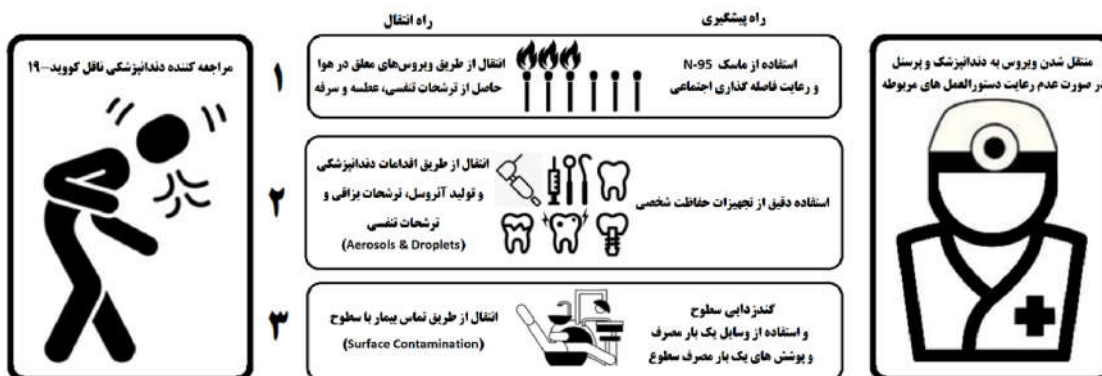 راه پیشگیری
راه انتقال
منتقل شدن ویروس به دندانپزشک و پرسنل
در صورت عدم رعایت دستورالعمل های مربوطه
مراجعه کننده دندانپزشکی ناقل کووید-۱۹
۱
استفاده از ماسک N-95
و رعایت فاصله گذاری اجتماعی
انتقال از طریق ویروس‌های معلق در هوا
حاصل از ترشحات تنفسی، عطسه و سرفه
۲
استفاده دقیق از تجهیزات حفاظت شخصی
انتقال از طریق اقدامات دندانپزشکی
و تولید آئروسل، ترشحات بزاقی و
ترشحات تنفسی
(Aerosols & Droplets)
۳
گندزدایی سطوح
و استفاده از وسایل یک بار مصرف
و پوشش های یک بار مصرف سطوع
انتقال از طریق تماس بیمار با سطوح
(Surface Contamination)